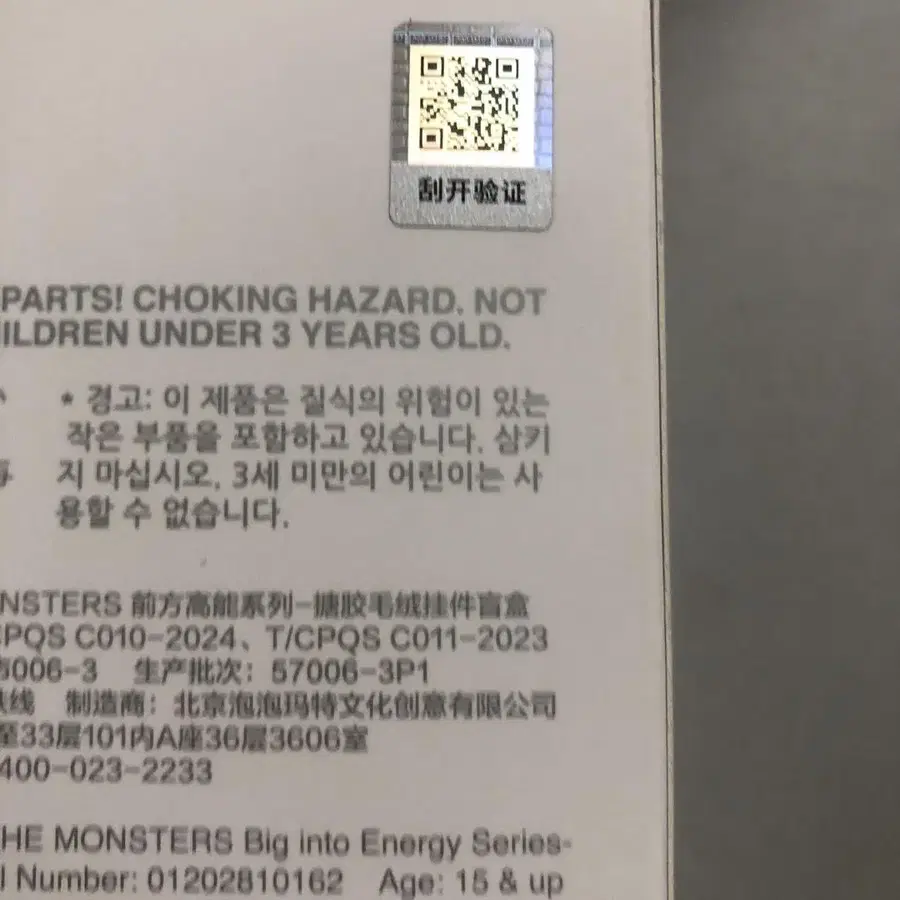 刮开验证
PARTS! CHOKING HAZARD. NOT
ILDREN UNDER 3 YEARS OLD.
* 경고: 이 제품은 질식의 위험이 있는
작은 부품을 포함하고 있습니다. 삼키
지 마십시오, 3세 미만의 어린이는 사
용할 수 없습니다.
NSTERS 前方高能系列-搪胶毛绒挂件盲盒
CPQS C010-2024、T/CPQS C011-2023
6006-3 生产批次：57006-3P1
线 制造商：北京泡泡玛特文化创意有限公司
至33层101内A座36层3606室
400-023-2233
HE MONSTERS Big into Energy Series-
l Number: 01202810162 Age: 15 & up